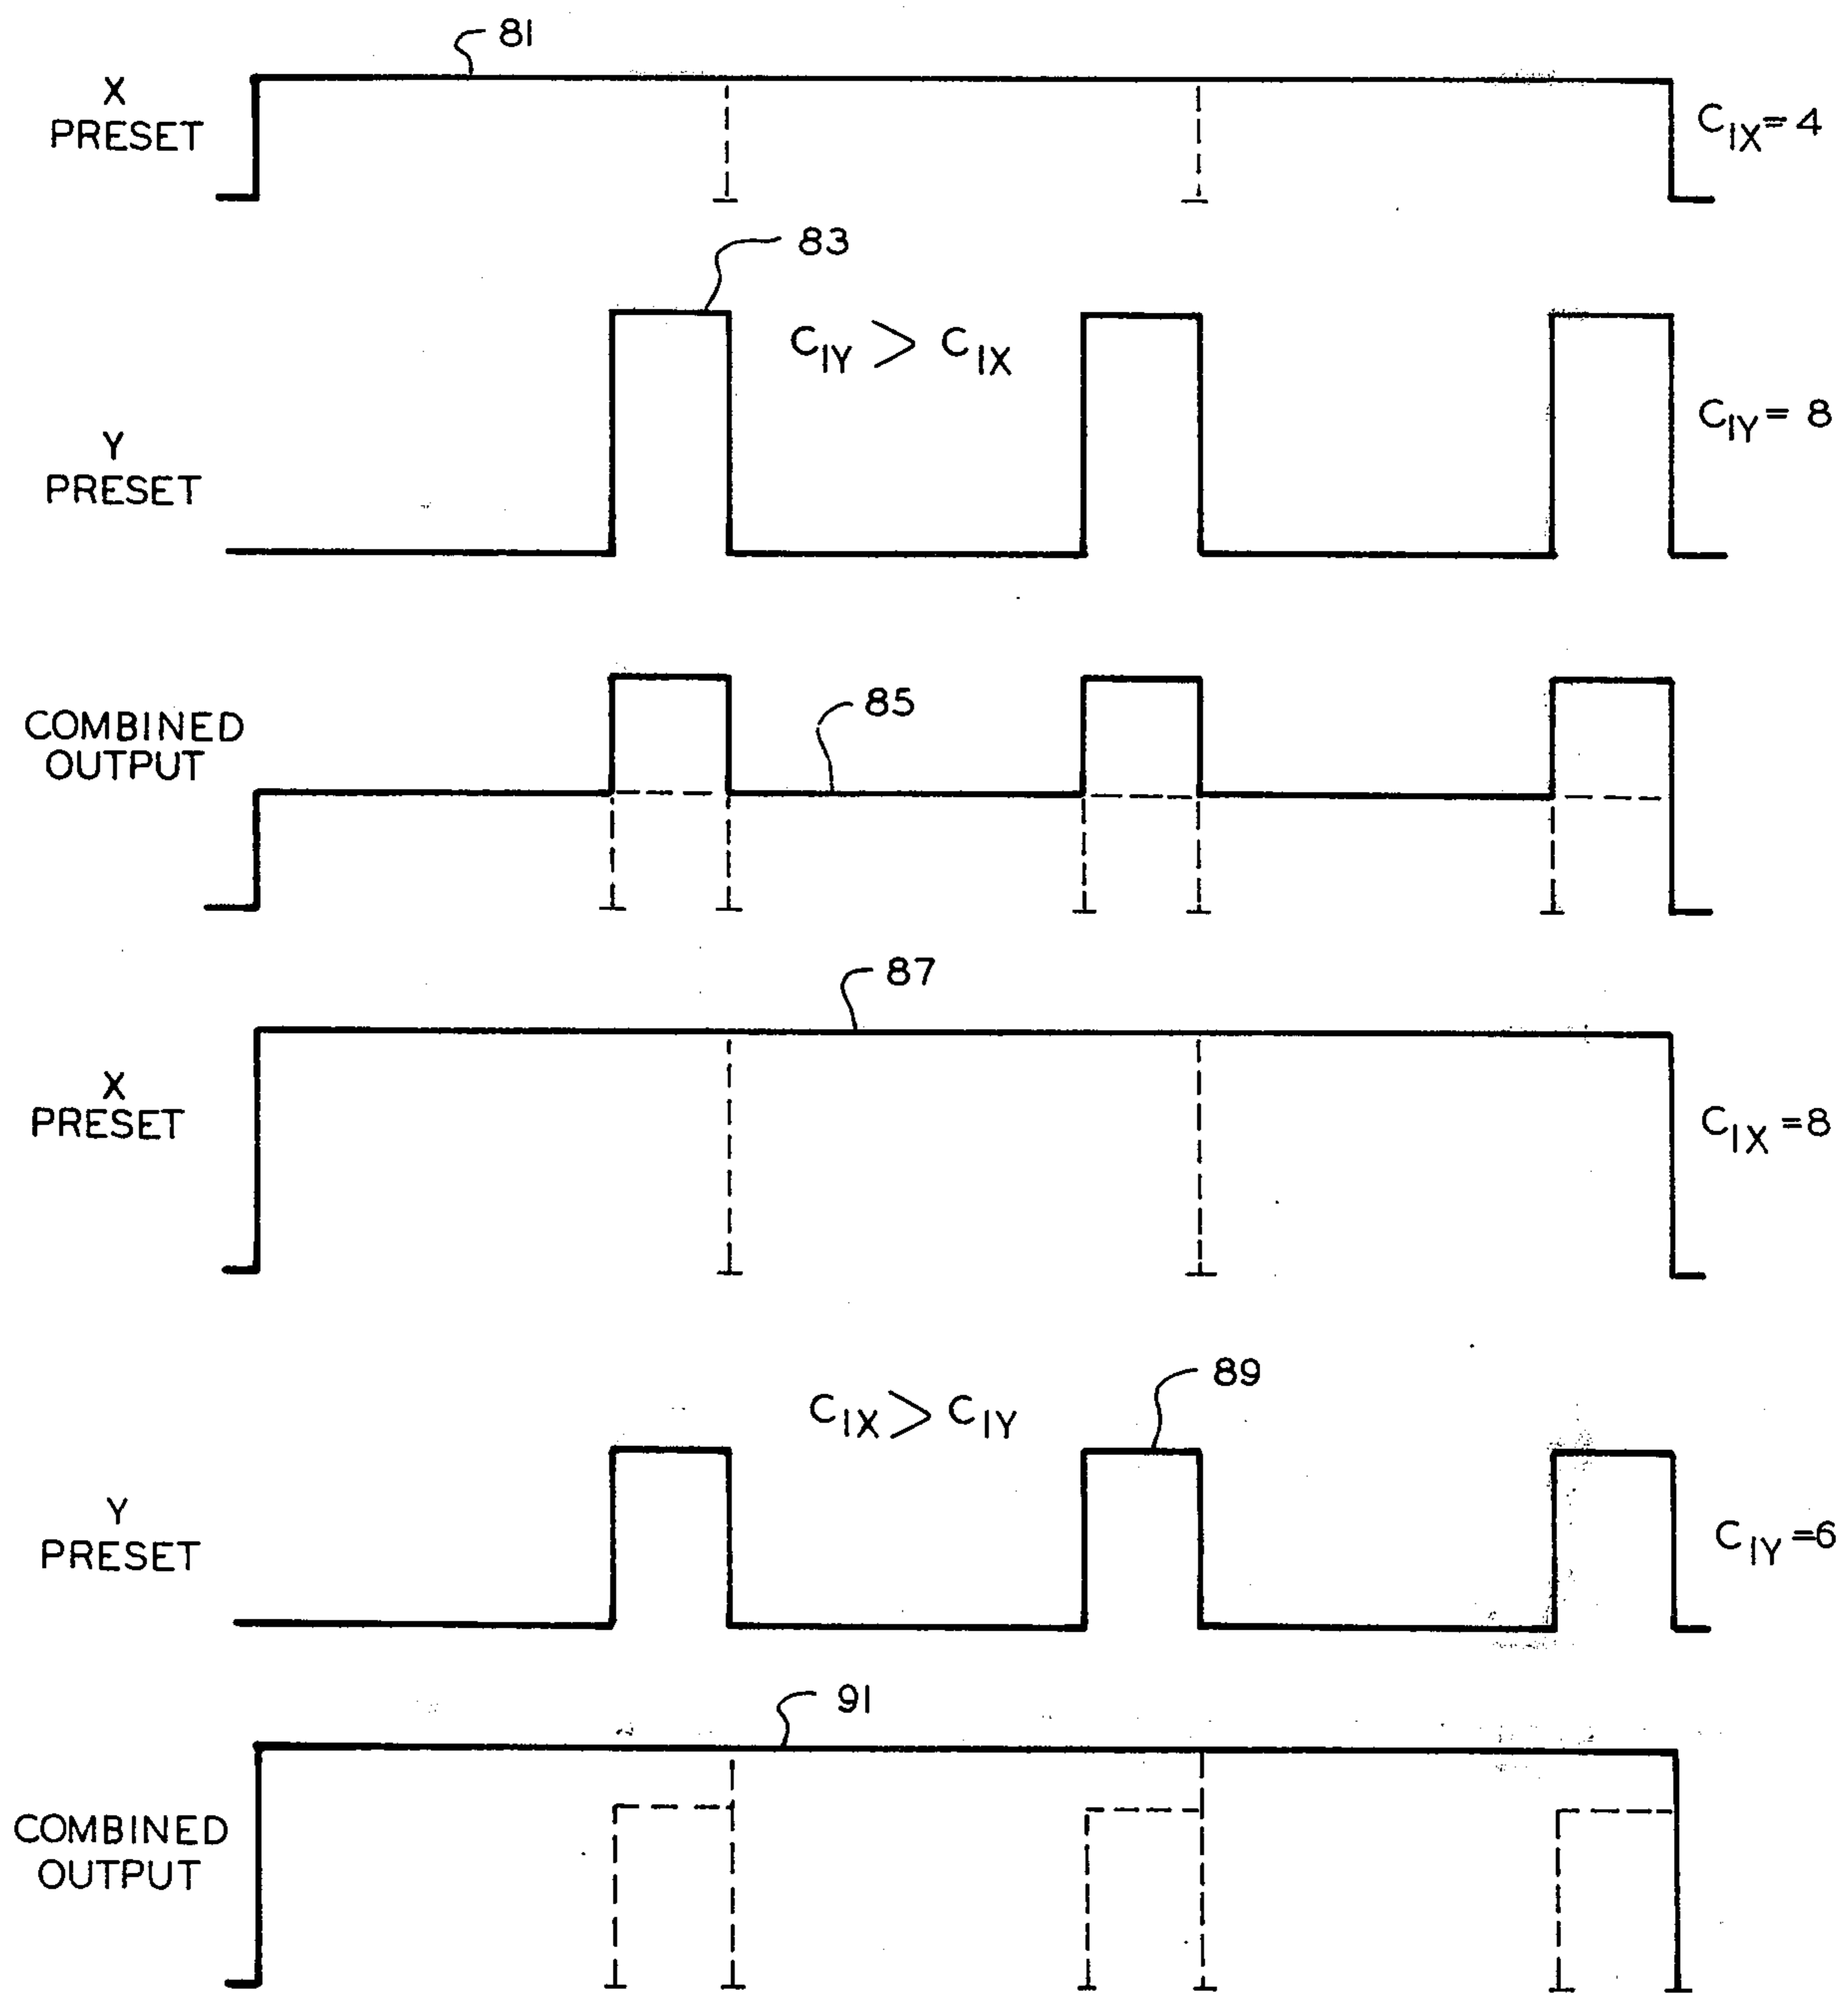 81
X
PRESET
C1X=4
83
C1Y > C1X
C1Y = 8
Y
PRESET
85
COMBINED
OUTPUT
87
X
PRESET
C1X =8
89
C1X > C1Y
Y
PRESET
C1Y =6
91
COMBINED
OUTPUT